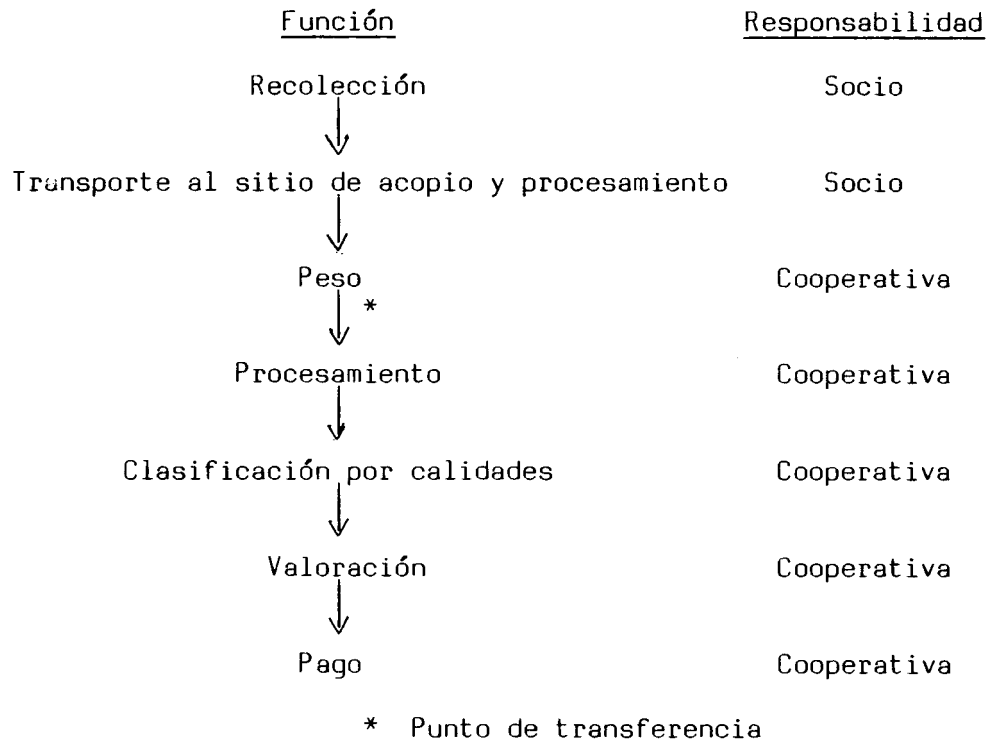 Función Responsabilidad
Recolección Socio
Transporte al sitio de acopio y procesamiento Socio
Peso Cooperativa
*
Procesamiento Cooperativa
Clasificación por calidades Cooperativa
Valoración Cooperativa
Pago Cooperativa
* Punto de transferencia